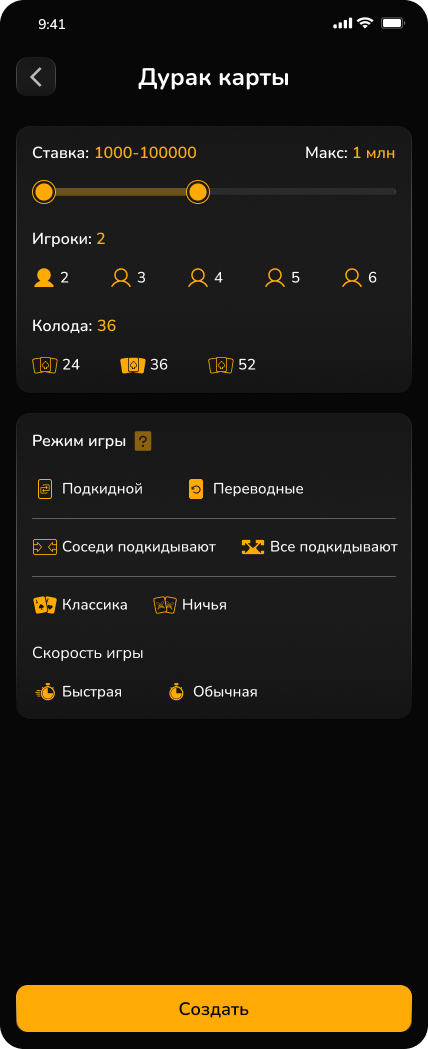 9:41
Дурак карты
Ставка: 1000-100000 Макс: 1 млн
Игроки: 2
2 3 4 5 6
Колода: 36
24 36 52
Режим игры ?
Подкидной Переводные
Соседи подкидывают Все подкидывают
Классика Ничья
Скорость игры
Быстрая Обычная
Создать